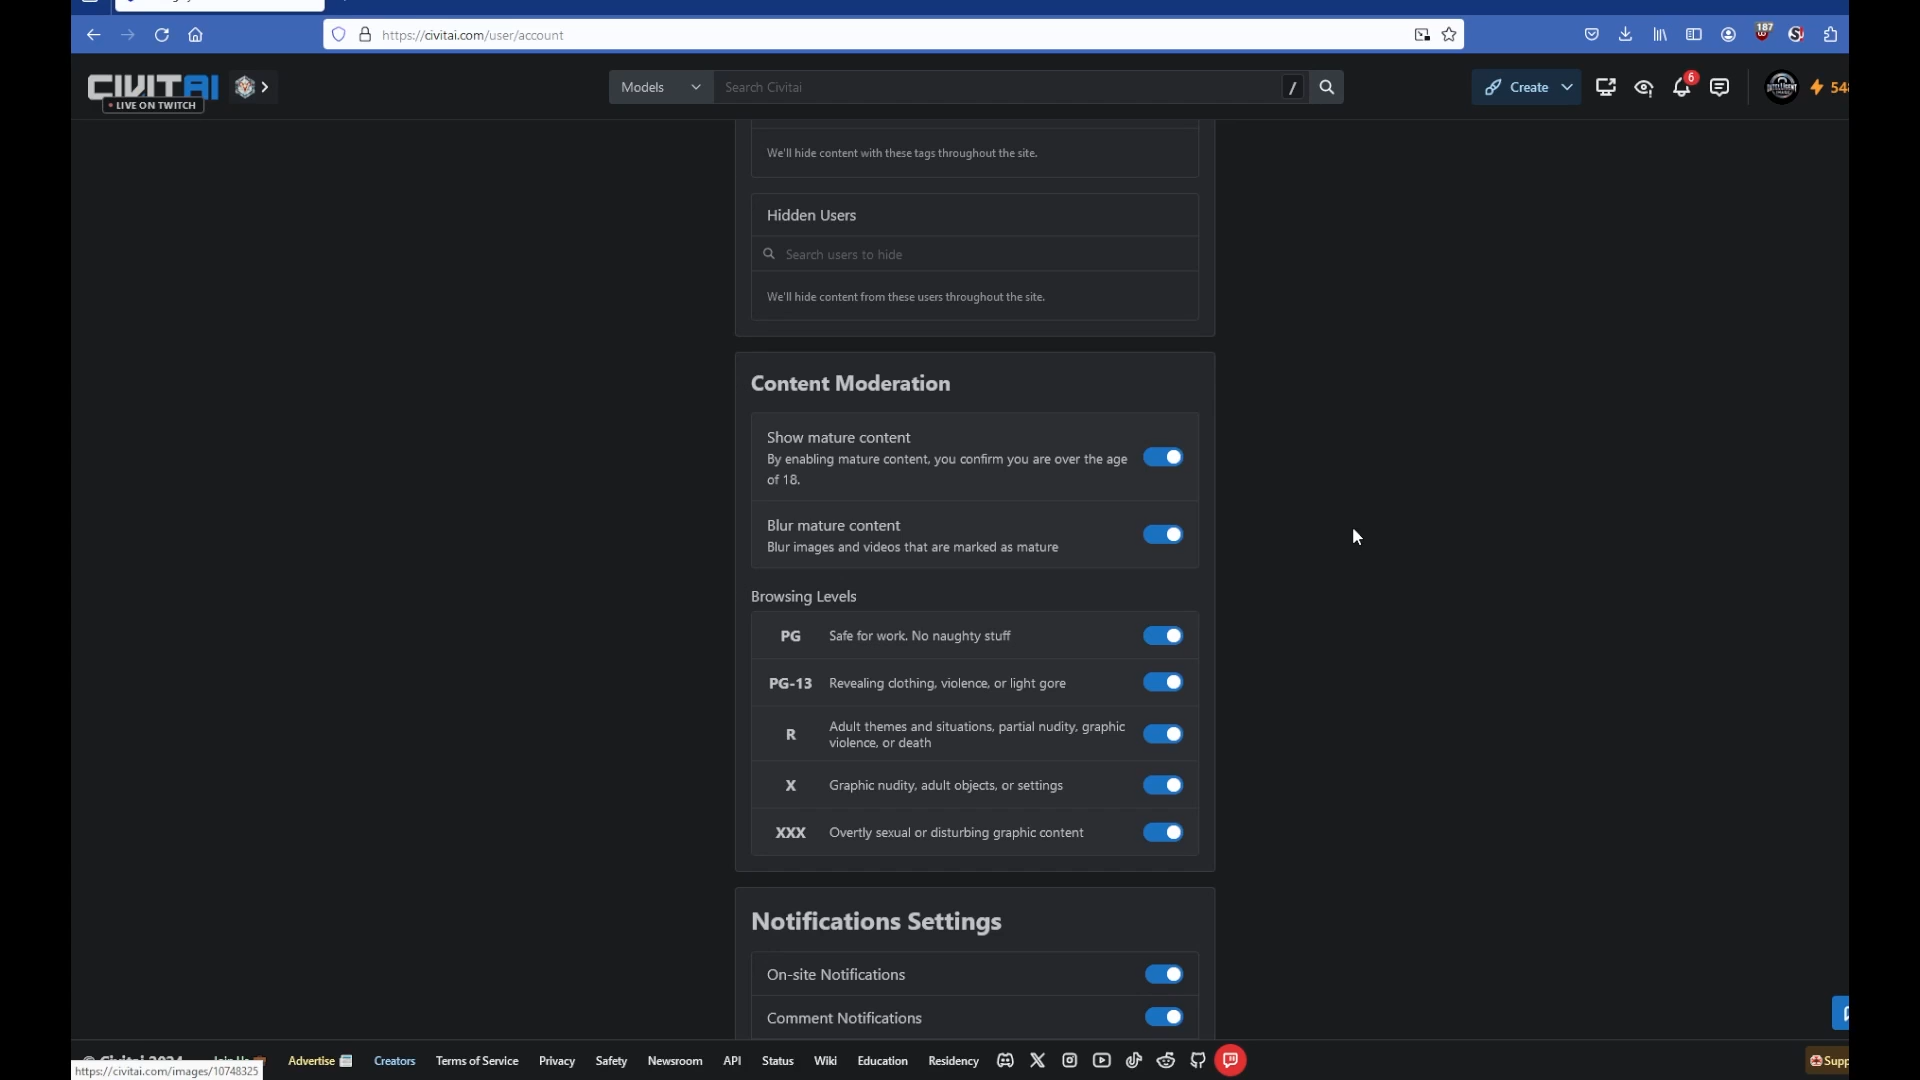 https://civitai.com/user/account
187
CIVITAI
LIVE ON TWITCH
Models
Search Civitai
/
Create
6
We'll hide content with these tags throughout the site.
Hidden Users
Search users to hide
We'll hide content from these users throughout the site.
Content Moderation
Show mature content
By enabling mature content, you confirm you are over the age
of 18.
Blur mature content
Blur images and videos that are marked as mature
Browsing Levels
PG Safe for work. No naughty stuff
PG-13 Revealing clothing, violence, or light gore
R Adult themes and situations, partial nudity, graphic
violence, or death
X Graphic nudity, adult objects, or settings
XXX Overtly sexual or disturbing graphic content
Notifications Settings
On-site Notifications
Comment Notifications
© Civitai 2024 Join Us Advertise Creators Terms of Service Privacy Safety Newsroom API Status Wiki Education Residency
https://civitai.com/images/10748325